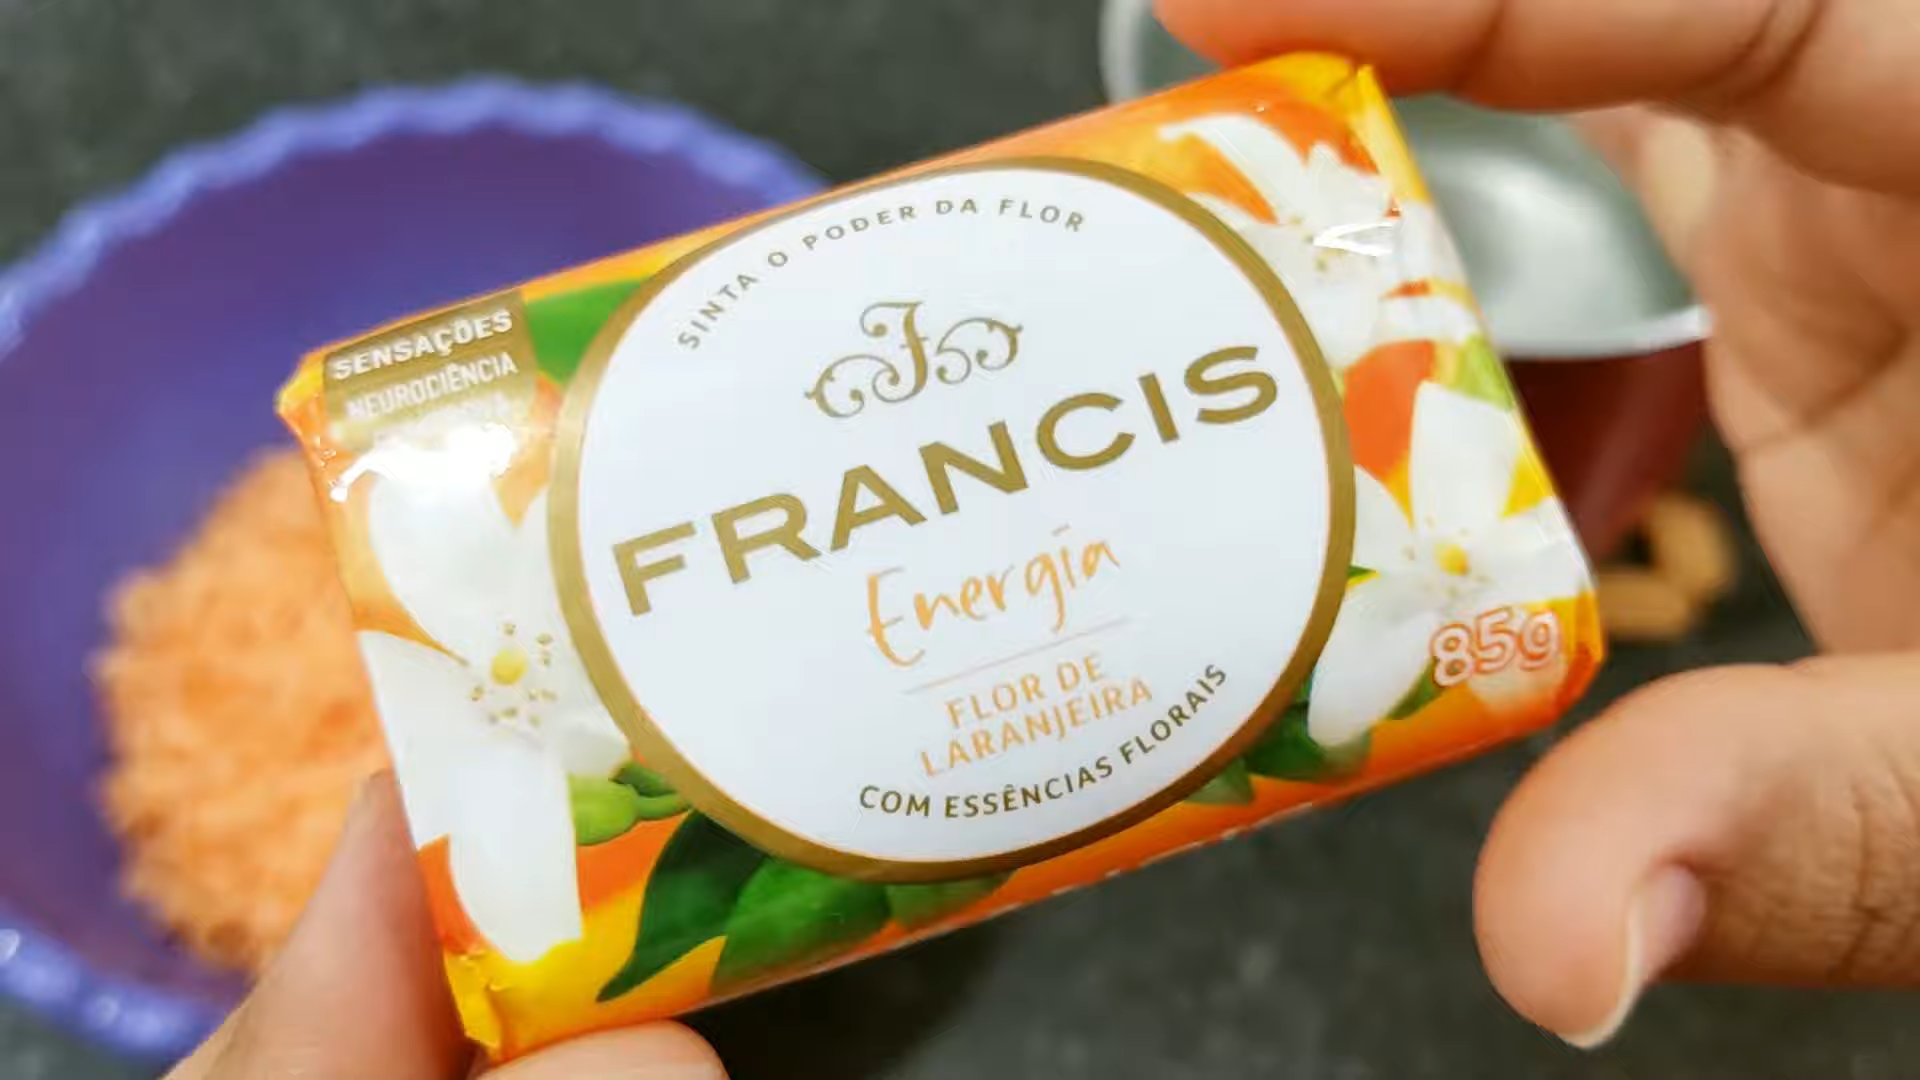 SENSAÇÕES
NEUROCIÊNCIA
SINTA O PODER DA FLOR
FRANCIS
Energia
FLOR DE
LARANJEIRA
COM ESSÊNCIAS FLORAIS
85g